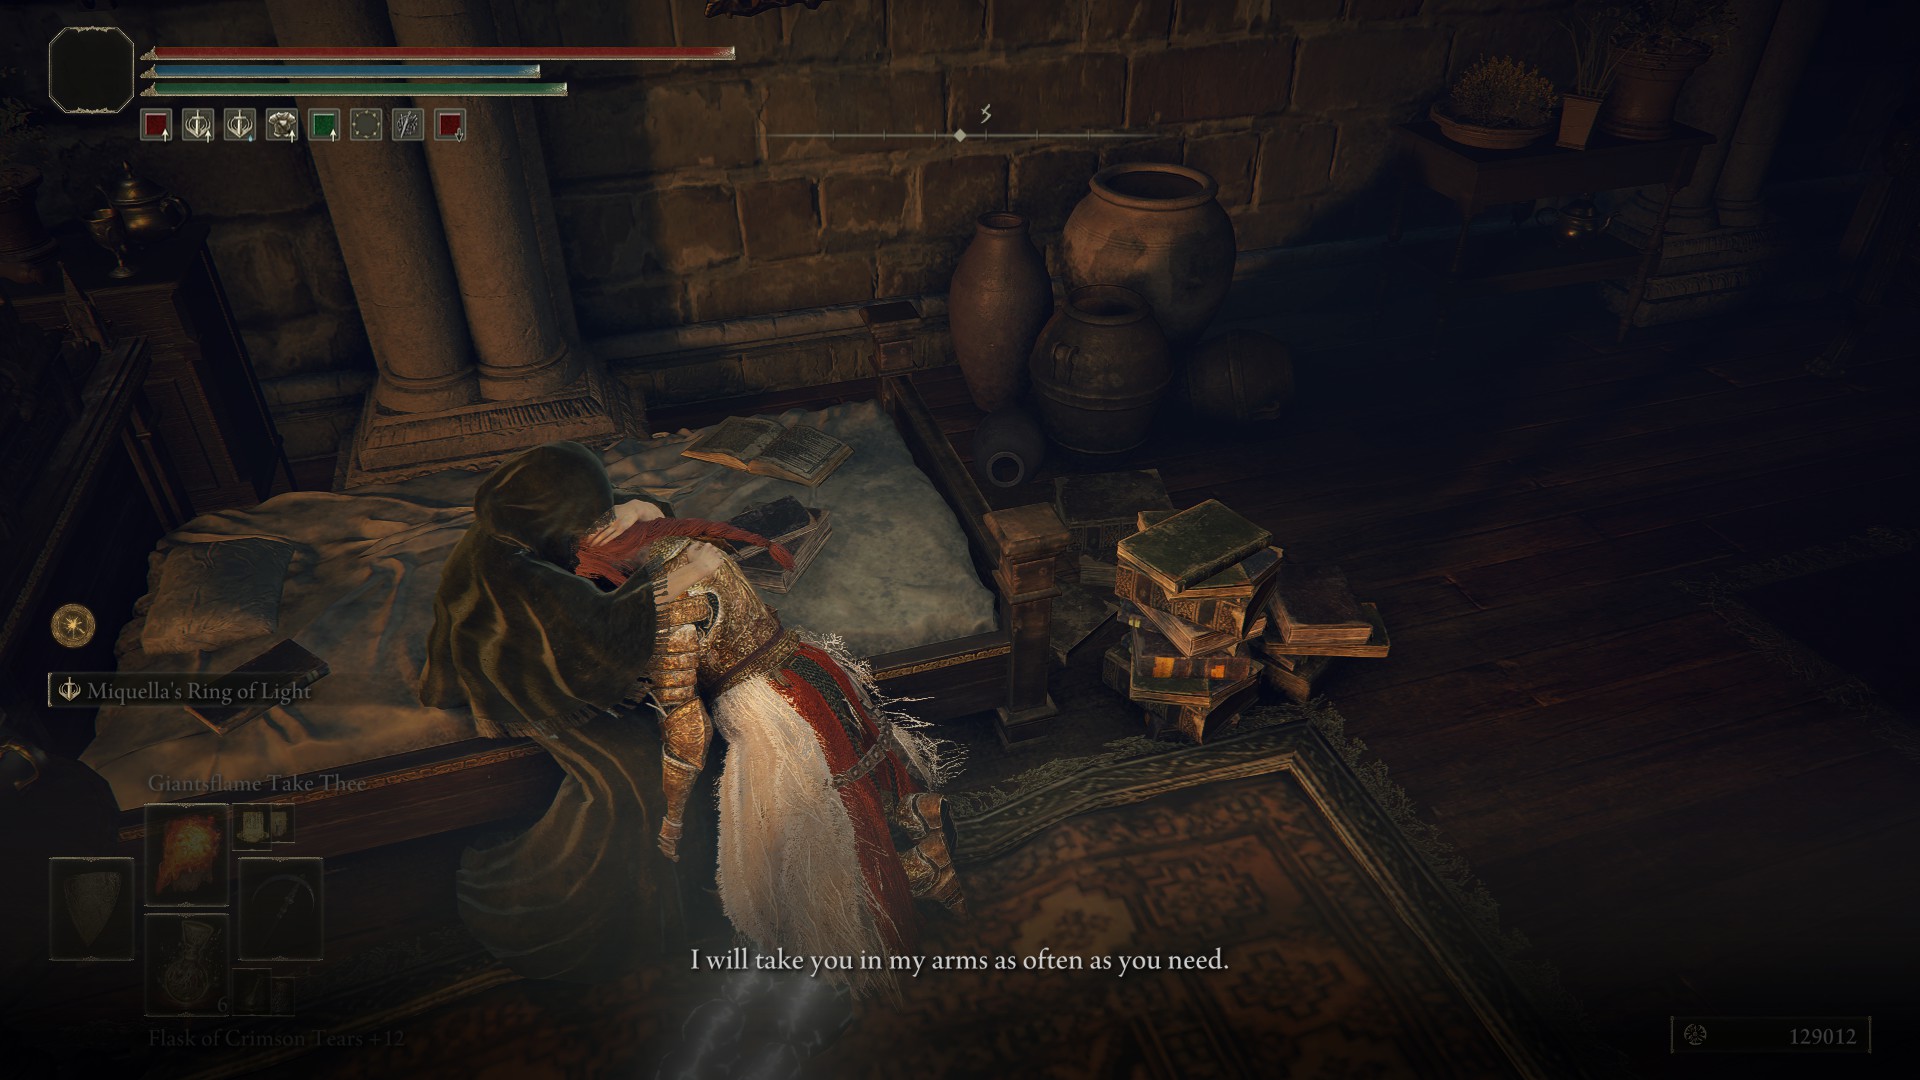 Miquella's Ring of Light
Giantsflame Take Thee
6
Flask of Crimson Tears +12
I will take you in my arms as often as you need.
129012